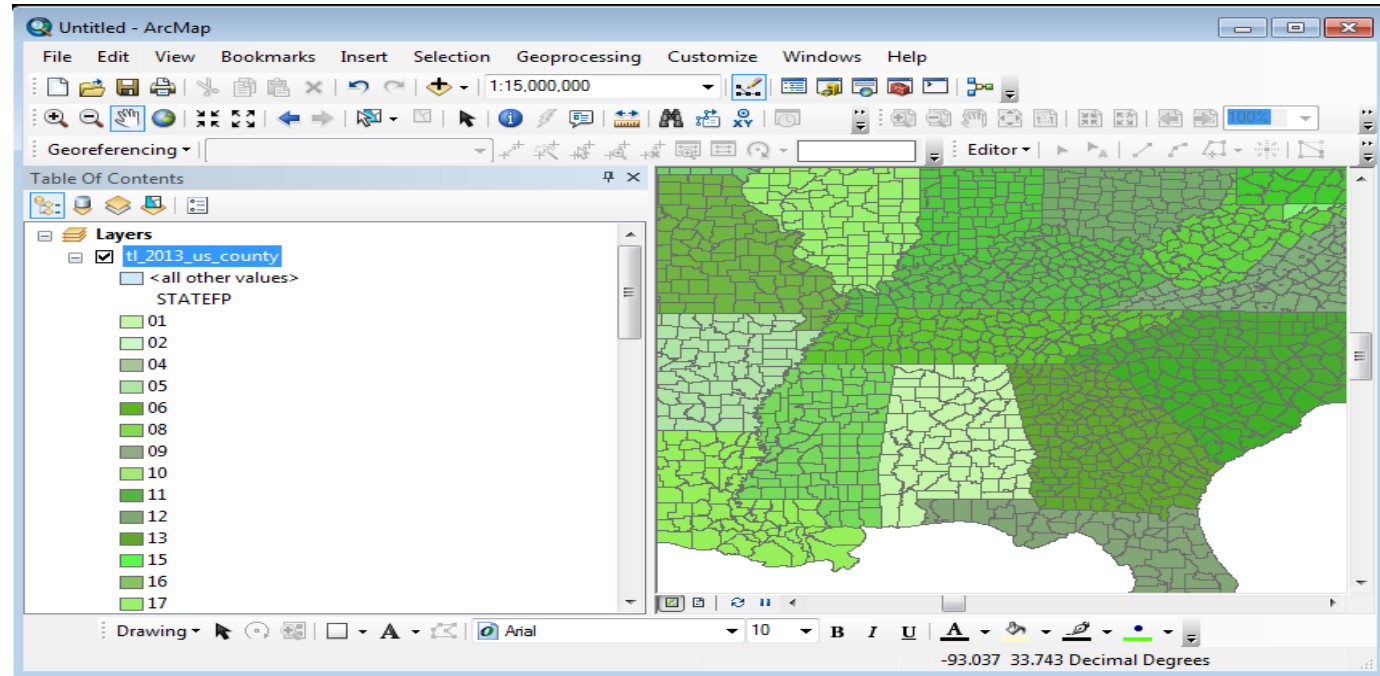 Untitled - ArcMap
File Edit View Bookmarks Insert Selection Geoprocessing Customize Windows Help
1:15,000,000
100%
Georeferencing Editor
Table Of Contents
Layers
tl_2013_us_county
<all other values>
STATEFP
01
02
04
05
06
08
09
10
11
12
13
15
16
17
Drawing A Arial 10 B I U A
-93.037 33.743 Decimal Degrees